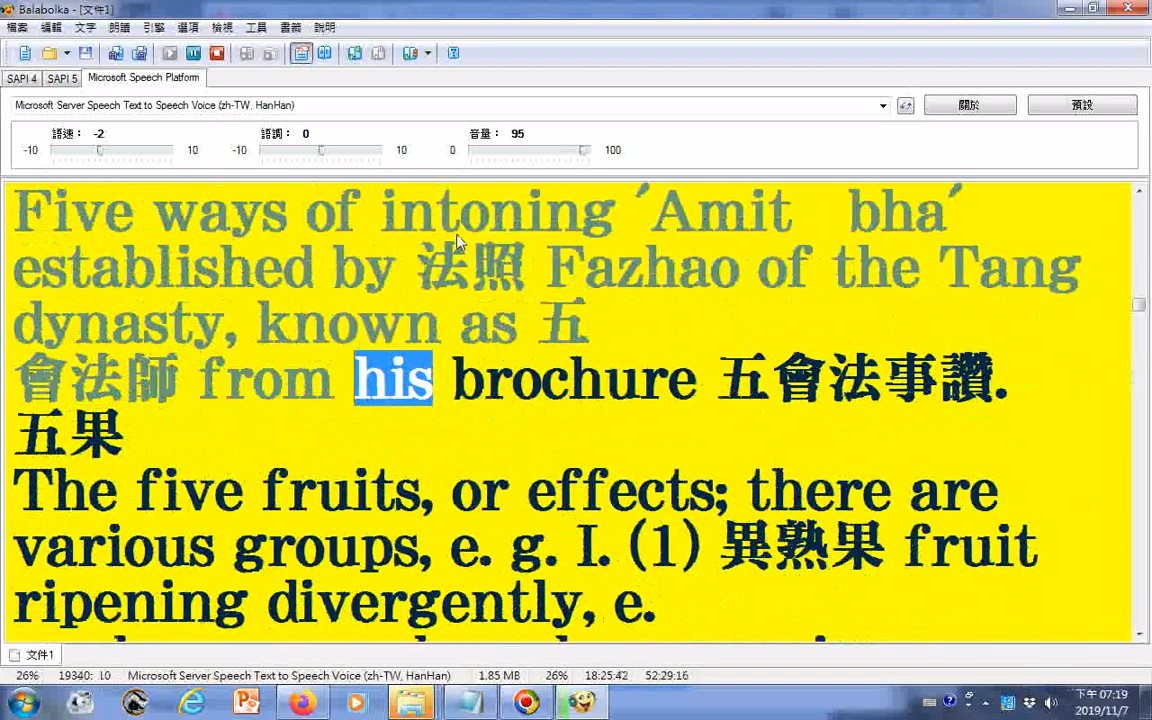 Balabolka - [文件1]
檔案 編輯 文字 朗讀 引擎 選項 檢視 工具 書籤 說明
SAPI 4 SAPI 5 Microsoft Speech Platform
Microsoft Server Speech Text to Speech Voice (zh-TW, HanHan) 關於 預設
語速： -2 語調： 0 音量： 95
-10 10 -10 10 0 100
Five ways of intoning 'Amit bha'
established by 法照 Fazhao of the Tang
dynasty, known as 五
會法師 from his brochure 五會法事讚.
五果
The five fruits, or effects; there are
various groups, e. g. I. (1) 異熟果 fruit
ripening divergently, e.
文件1
26% 19340: 10 Microsoft Server Speech Text to Speech Voice (zh-TW, HanHan) 1.85 MB 26% 18:25:42 52:29:16
下午 07:19
2019/11/7